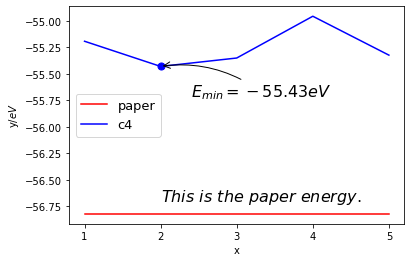 −55.00
−55.25
−55.50
−55.75
−56.00
−56.25
−56.50
−56.75
y/eV
E_min = −55.43eV
paper
c4
This is the paper energy.
1 2 3 4 5
x